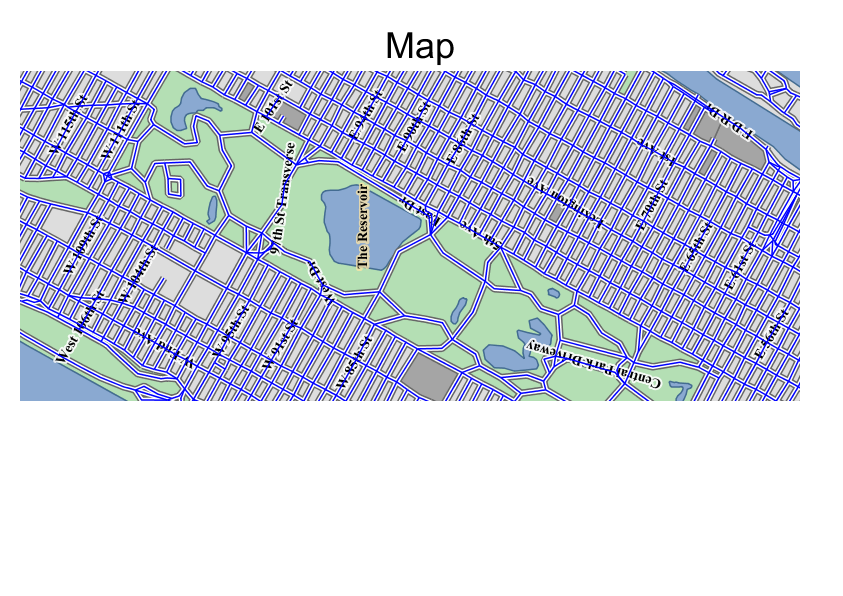 Map
E 101st St
F D R Dr
E 94th St
W 115th St
W 111th St
E 90th St
E 86th St
1st Ave
97th St Transverse
Lexington Ave
E 70th St
The Reservoir
East Dr
5th Ave
W 109th St
E 65th St
E 61st St
W 104th St
West Dr
West 106th St
W End Ave
W 95th St
W 91st St
W 85th St
E 56th St
Central Park Driveway